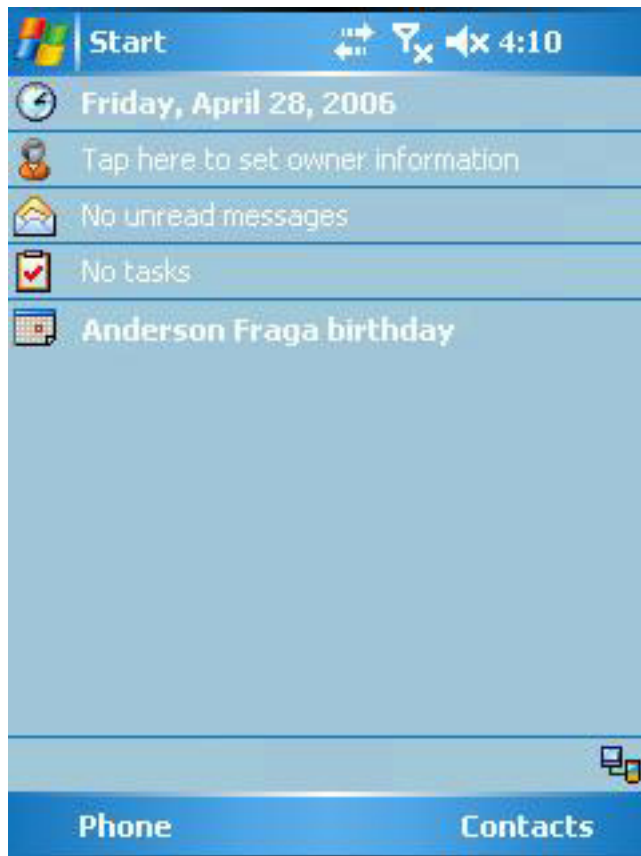 Start 4:10
Friday, April 28, 2006
Tap here to set owner information
No unread messages
No tasks
Anderson Fraga birthday
Phone Contacts